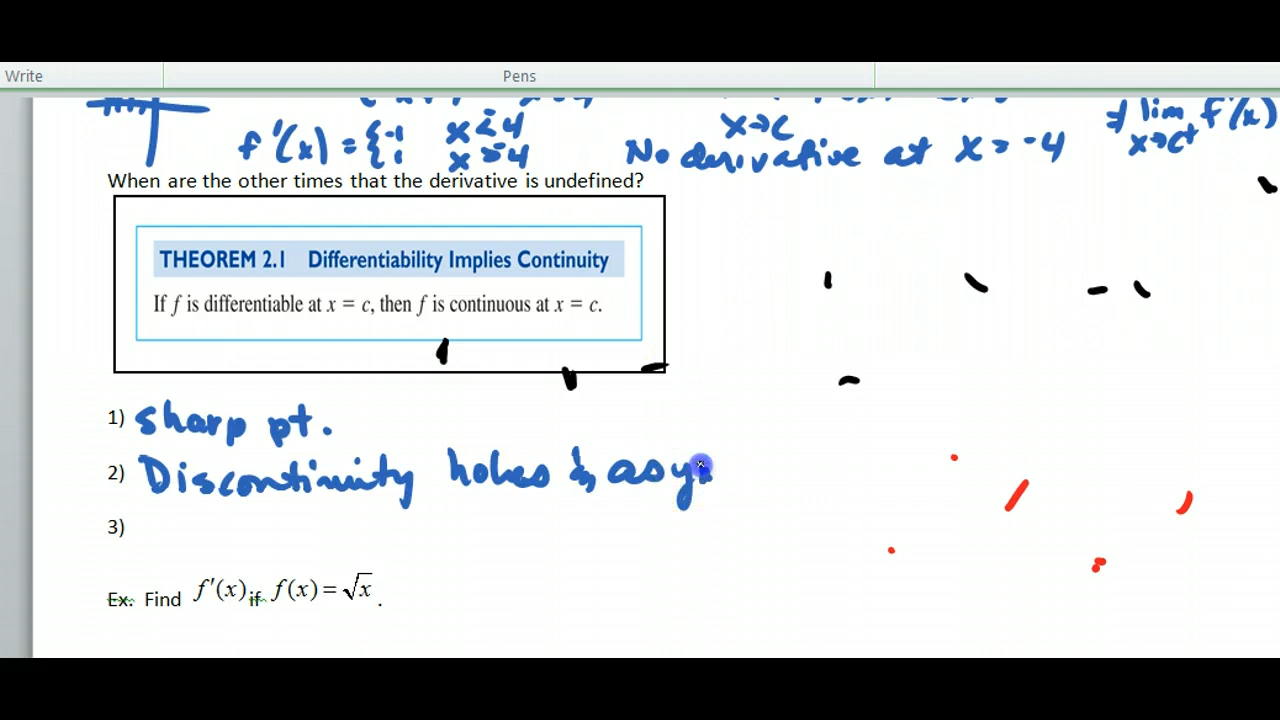 Write Pens
f'(x) = {-1 x<-4
lim f'(x)
x→c
x→c+
No derivative at x = -4
When are the other times that the derivative is undefined?
THEOREM 2.1 Differentiability Implies Continuity
If f is differentiable at x = c, then f is continuous at x = c.
1) sharp pt.
2) Discontinuity holes & asy
3)
Ex. Find f'(x) if f(x) = √x .